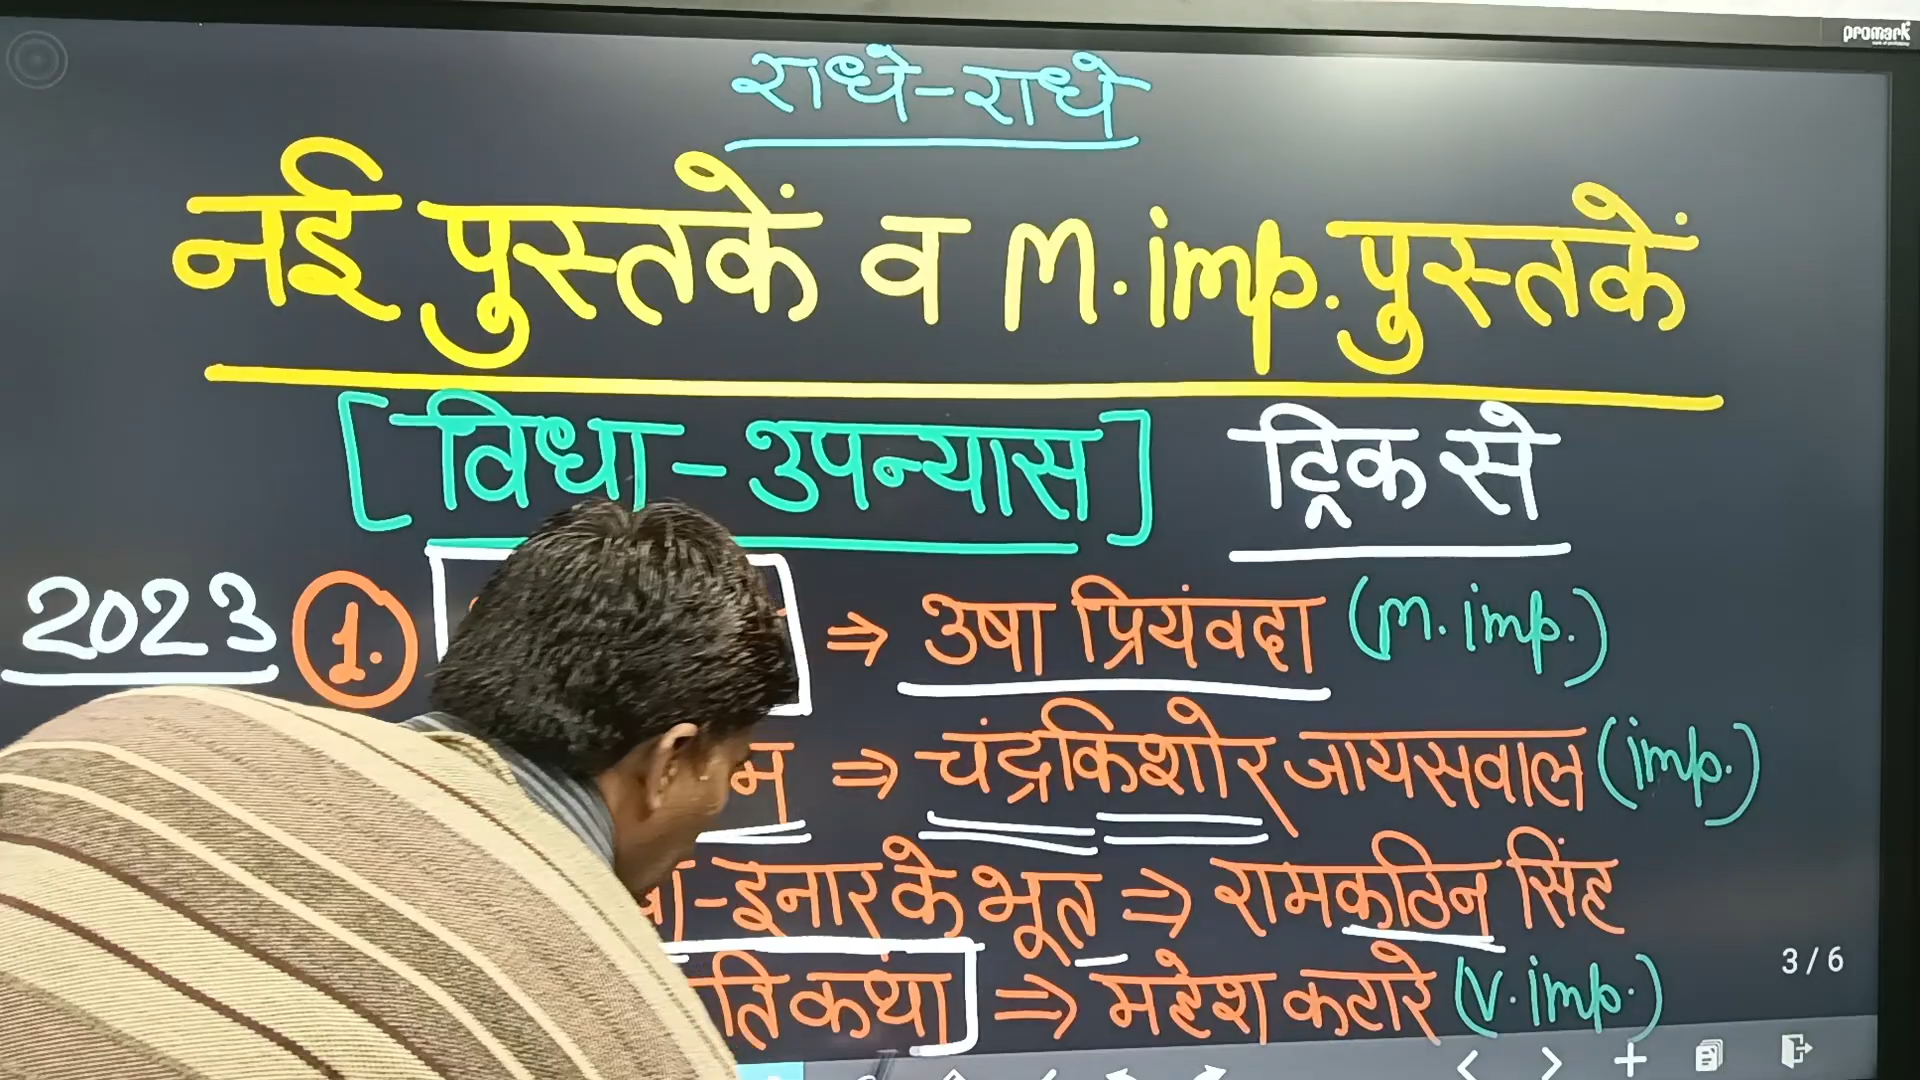 promark
राधे-राधे
नई पुस्तकें व m.imp. पुस्तकें
[विधा-उपन्यास] ट्रिक से
2023 1. ⇒ उषा प्रियंवदा (m.imp.)
⇒ चंद्रकिशोर जायसवाल (imp.)
-इनार के भूत ⇒ रामकठिन सिंह
कथा ⇒ महेश कटारे (v.imp.)
3/6